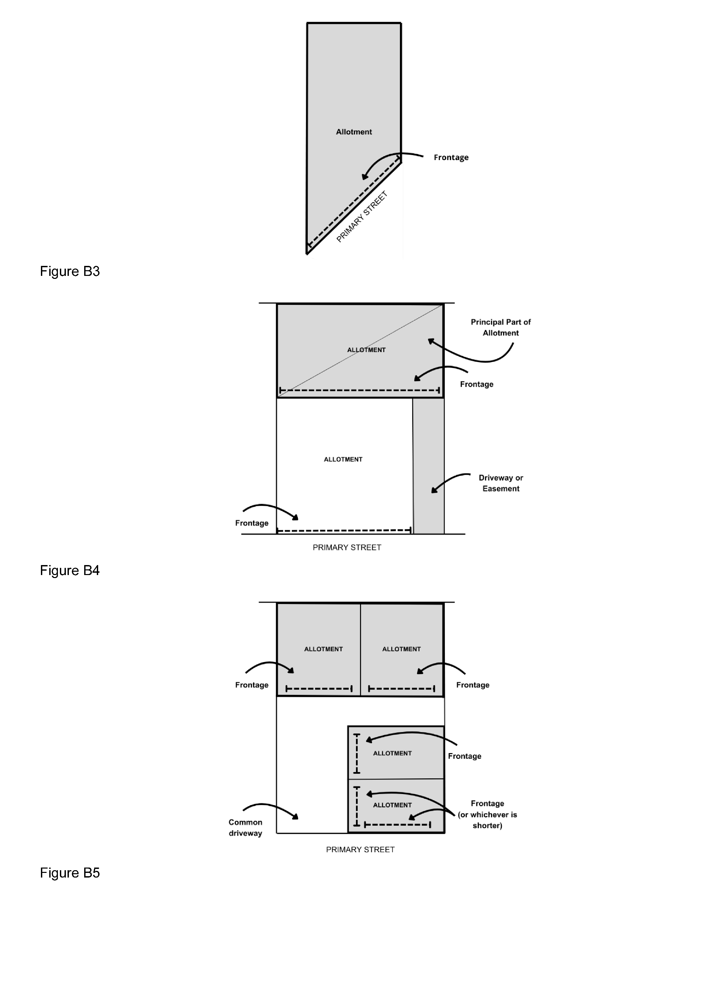 Allotment
Frontage
PRIMARY STREET
Figure B3
Principal Part of
Allotment
ALLOTMENT
Frontage
ALLOTMENT
Driveway or
Easement
Frontage
PRIMARY STREET
Figure B4
ALLOTMENT
ALLOTMENT
Frontage
Frontage
ALLOTMENT
Frontage
ALLOTMENT
Frontage
(or whichever is
shorter)
Common
driveway
PRIMARY STREET
Figure B5